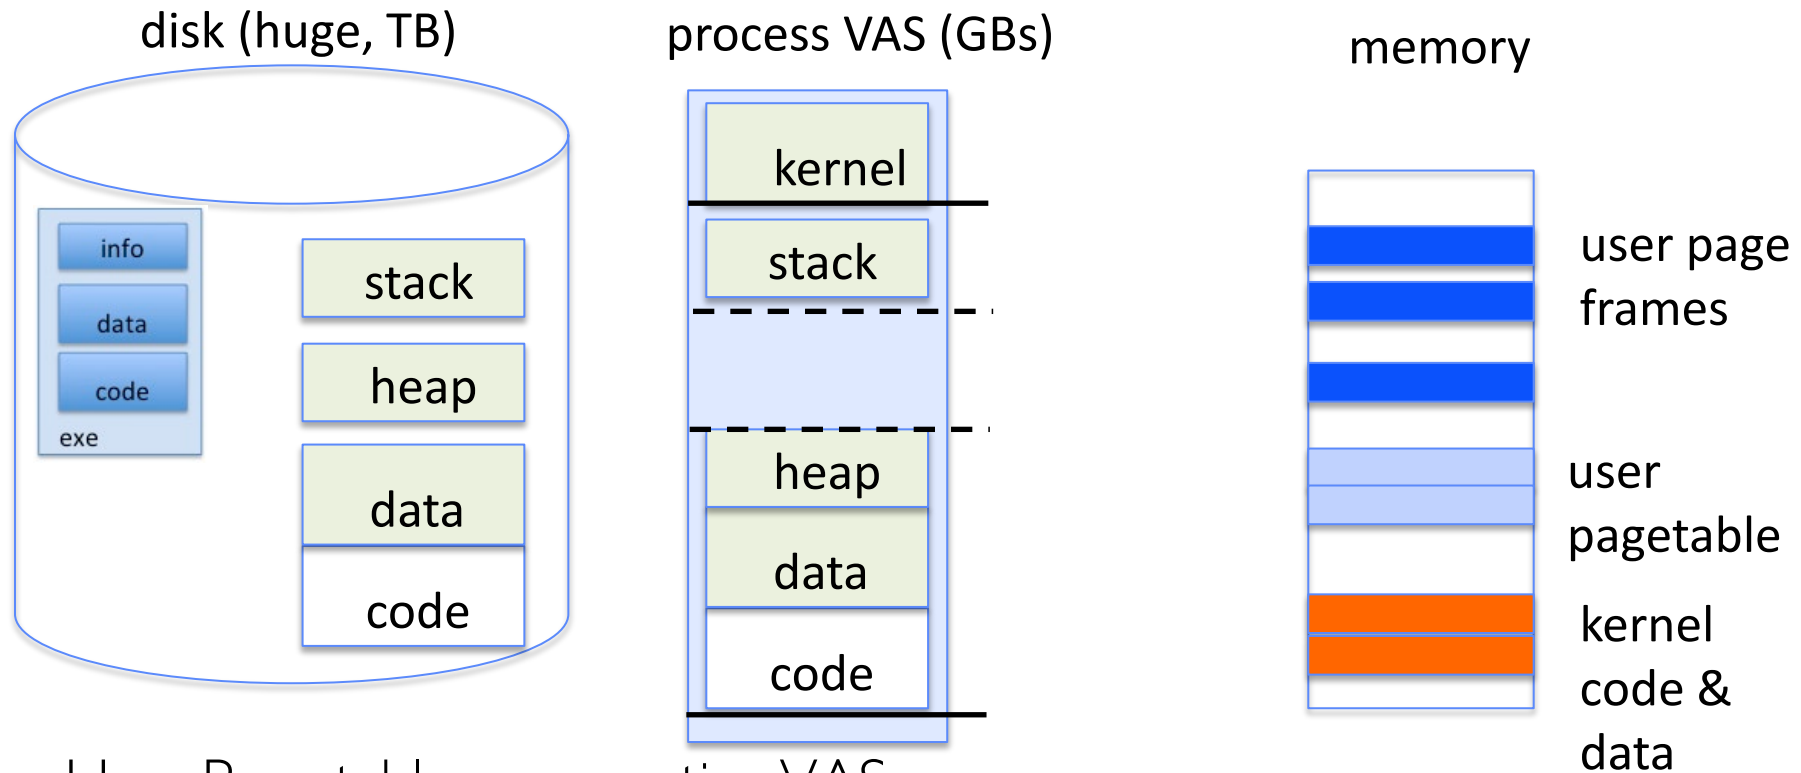 disk (huge, TB)
process VAS (GBs)
memory
info
data
code
exe
stack
heap
data
code
kernel
stack
heap
data
code
user page
frames
user
pagetable
kernel
code &
data
VAS